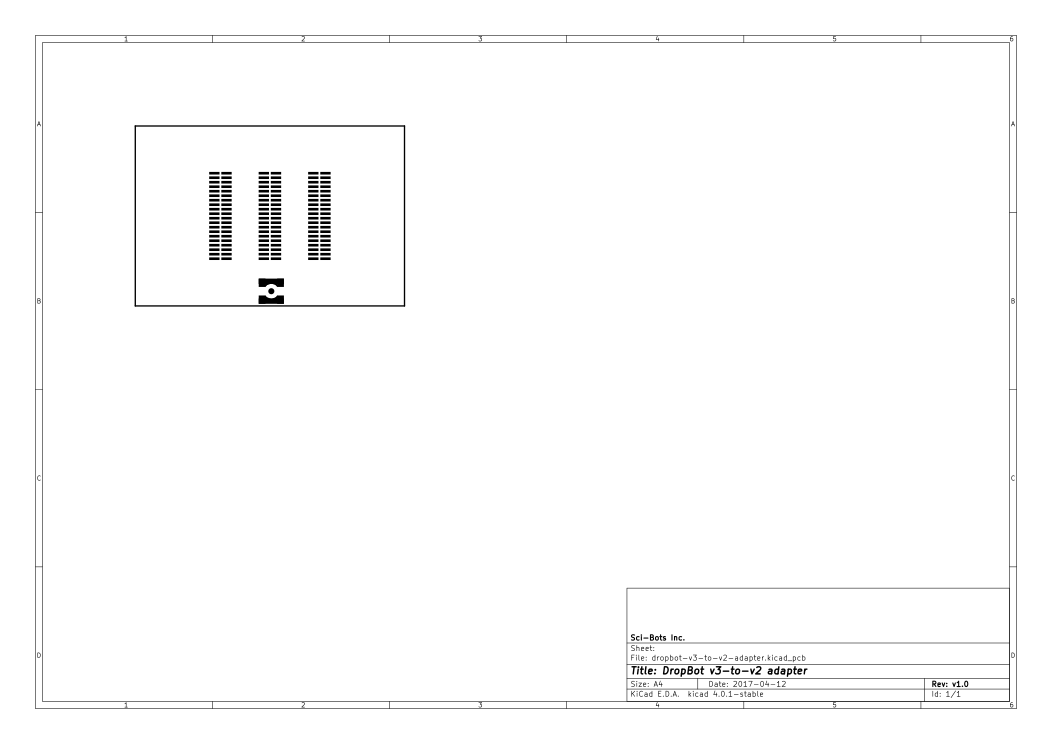 1 2 3 4 5 6
A A
B B
C C
Sci-Bots Inc.
Sheet:
File: dropbot-v3-to-v2-adapter.kicad_pcb
D D
Title: DropBot v3-to-v2 adapter
Size: A4 Date: 2017-04-12 Rev: v1.0
KiCad E.D.A. kicad 4.0.1-stable Id: 1/1
1 2 3 4 5 6